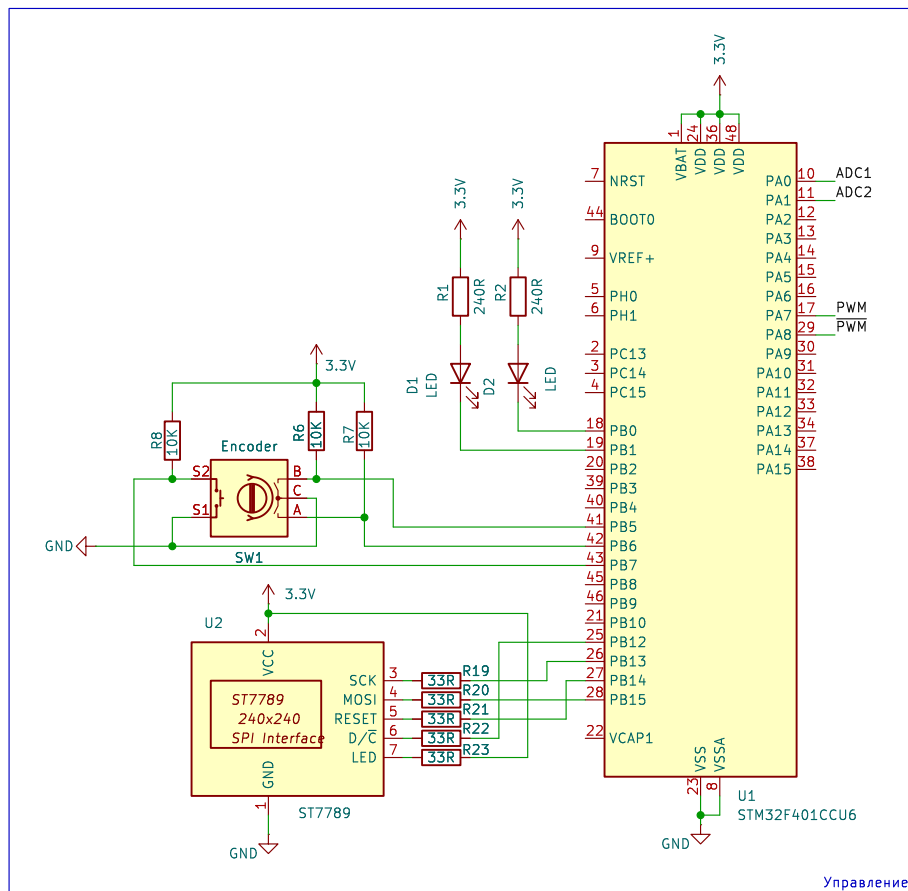 3.3V
1
24
36
48
VBAT
VDD
VDD
VDD
7 NRST
44 BOOT0
9 VREF+
5 PH0
6 PH1
2 PC13
3 PC14
4 PC15
18 PB0
19 PB1
20 PB2
39 PB3
40 PB4
41 PB5
42 PB6
43 PB7
45 PB8
46 PB9
21 PB10
25 PB12
26 PB13
27 PB14
28 PB15
22 VCAP1
PA0 10 ADC1
PA1 11 ADC2
PA2 12
PA3 13
PA4 14
PA5 15
PA6 16
PA7 17 PWM
PA8 29 PWM
PA9 30
PA10 31
PA11 32
PA12 33
PA13 34
PA14 37
PA15 38
VSS
VSSA
23
8
GND
U1
STM32F401CCU6
3.3V
3.3V
R1
240R
R2
240R
D1
LED
D2
LED
3.3V
R8
10K
R6
10K
R7
10K
Encoder
S2
S1
B
C
A
SW1
GND
3.3V
U2
2
VCC
SCK 3 33R R19
MOSI 4 33R R20
RESET 5 33R R21
D/C 6 33R R22
LED 7 33R R23
ST7789
240x240
SPI Interface
GND
1
ST7789
GND
Управление